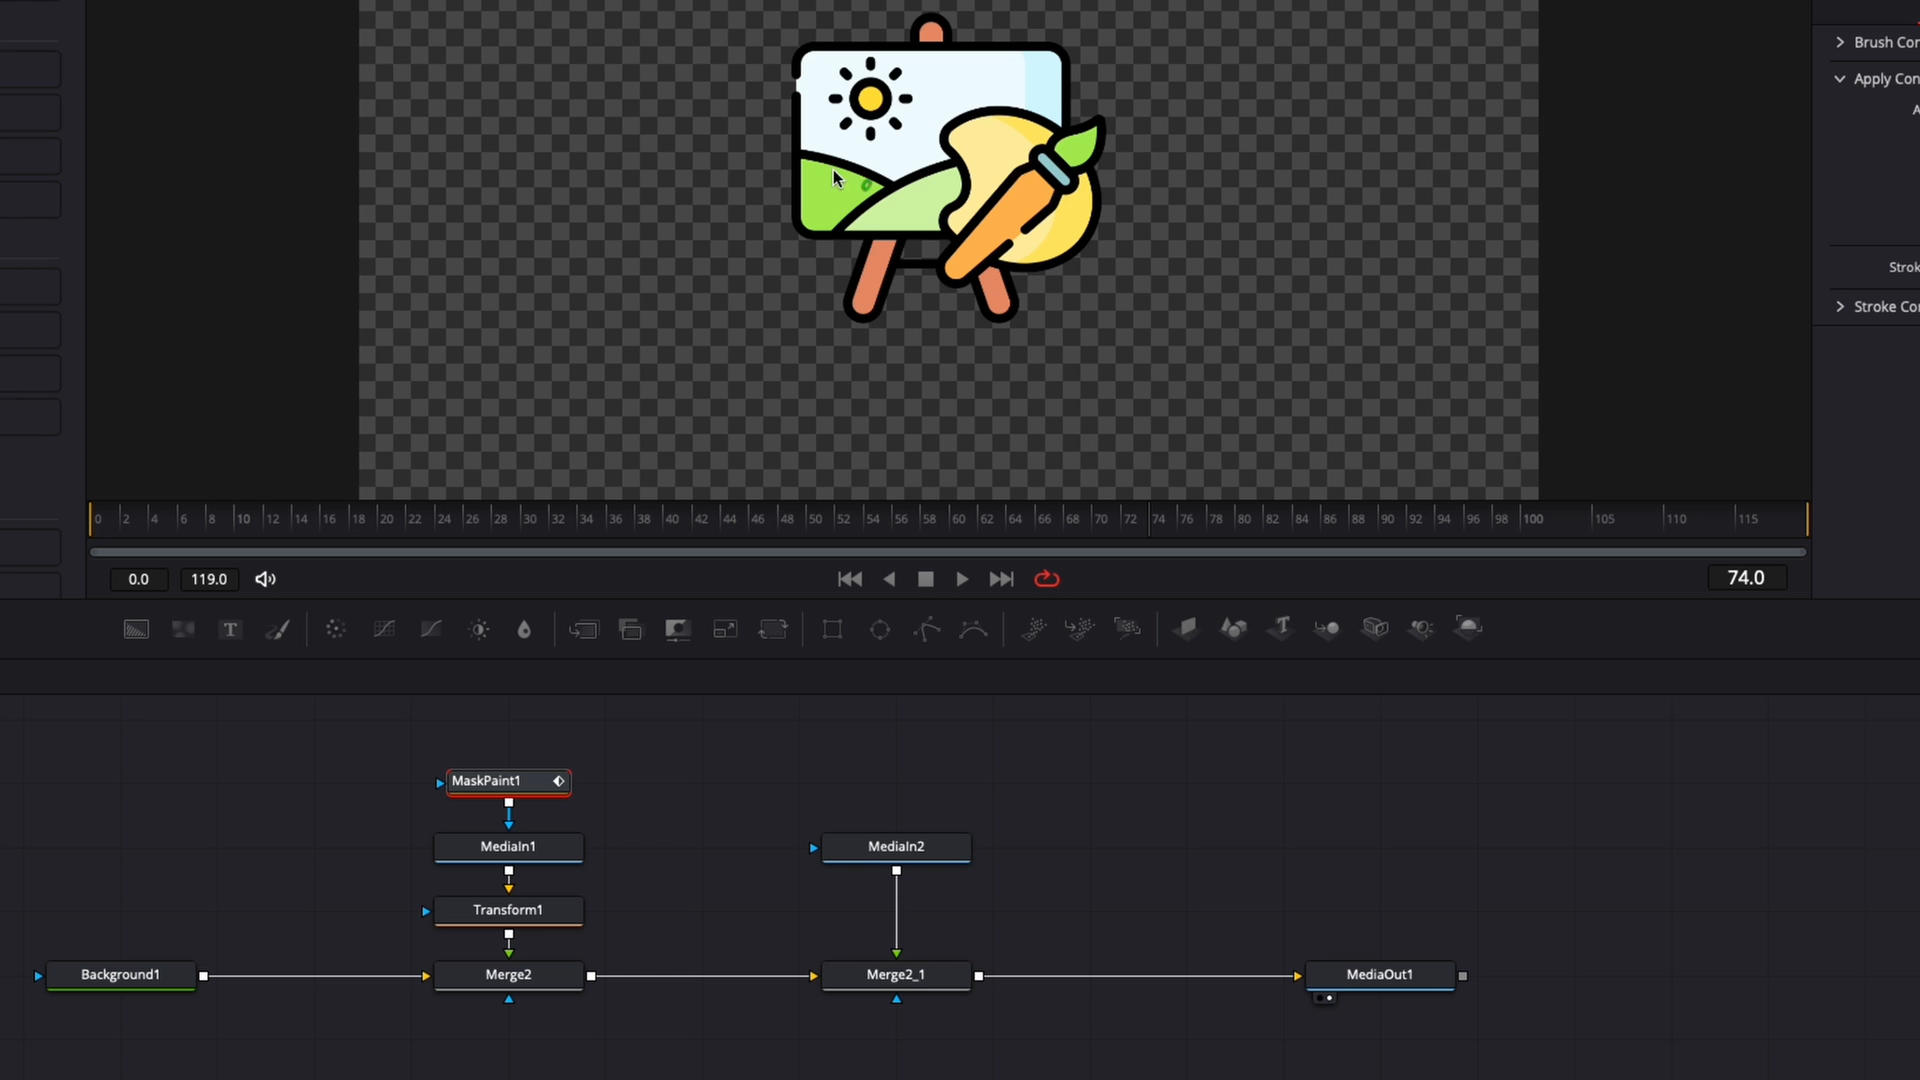 Brush Con
Apply Con
A
Strok
Stroke Con
0 2 4 6 8 10 12 14 16 18 20 22 24 26 28 30 32 34 36 38 40 42 44 46 48 50 52 54 56 58 60 62 64 66 68 70 72 74 76 78 80 82 84 86 88 90 92 94 96 98 100 105 110 115
0.0 119.0 74.0
T T
MaskPaint1
MediaIn1 MediaIn2
Transform1
Background1 Merge2 Merge2_1 MediaOut1